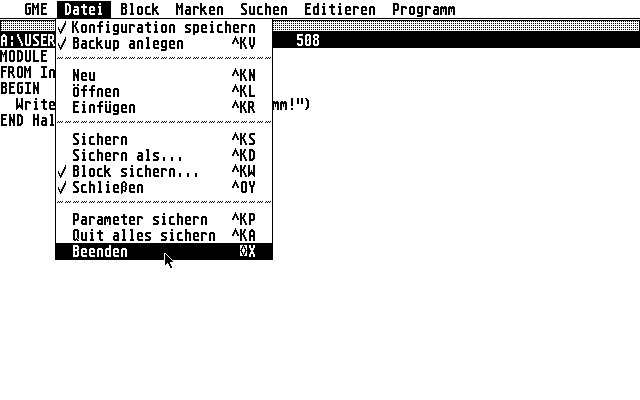 GME Datei Block Marken Suchen Editieren Programm
A:\USER 508
✓ Konfiguration speichern
✓ Backup anlegen ^KV
MODULE
FROM In
Neu ^KN
BEGIN
Öffnen ^KL
Write
Einfügen ^KR
mm!")
END Hal
Sichern ^KS
Sichern als... ^KD
✓ Block sichern... ^KW
✓ Schließen ^OY
Parameter sichern ^KP
Quit alles sichern ^KA
Beenden ◊X